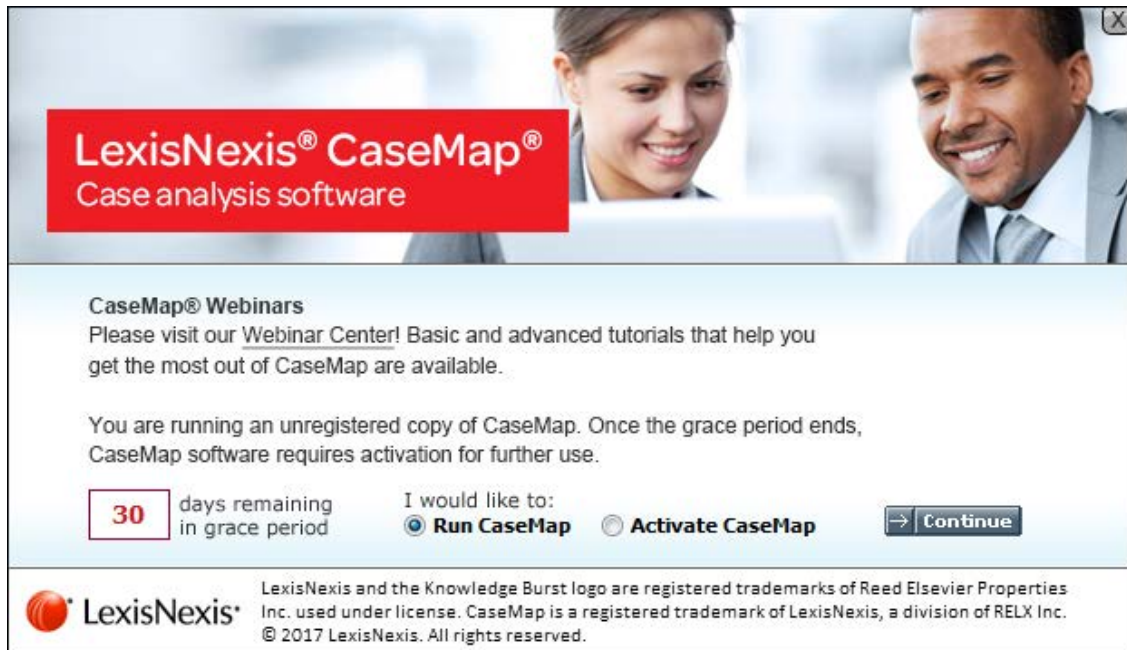 X
LexisNexis® CaseMap®
Case analysis software
CaseMap® Webinars
Please visit our Webinar Center! Basic and advanced tutorials that help you
get the most out of CaseMap are available.
You are running an unregistered copy of CaseMap. Once the grace period ends,
CaseMap software requires activation for further use.
30 days remaining
in grace period
I would like to:
Run CaseMap Activate CaseMap
Continue
LexisNexis®
LexisNexis and the Knowledge Burst logo are registered trademarks of Reed Elsevier Properties
Inc. used under license. CaseMap is a registered trademark of LexisNexis, a division of RELX Inc.
© 2017 LexisNexis. All rights reserved.